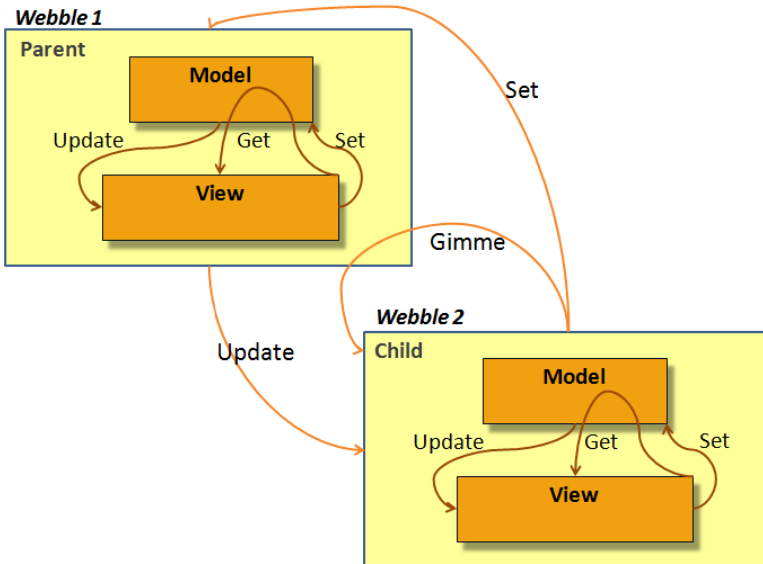 Webble 1
Parent
Model
Set
Update
Get
Set
View
Gimme
Webble 2
Update
Child
Model
Update
Get
Set
View